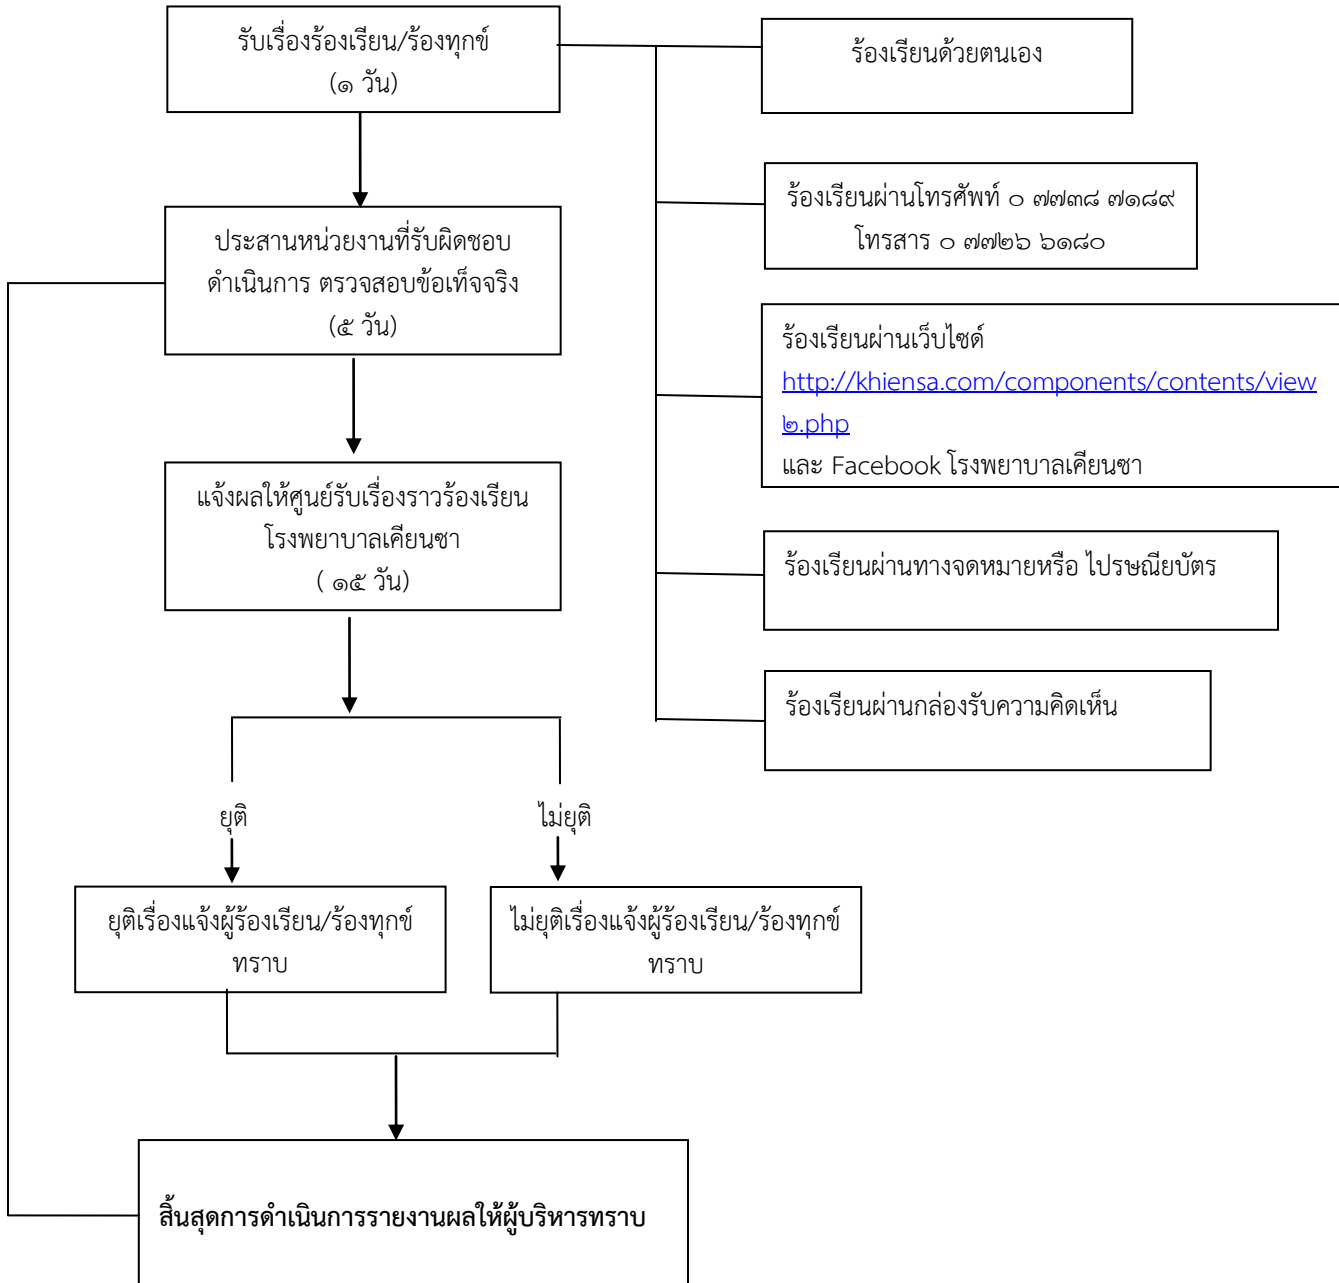 รับเรื่องร้องเรียน/ร้องทุกข์
(๑ วัน)
ร้องเรียนด้วยตนเอง
ร้องเรียนผ่านโทรศัพท์ ๐ ๗๗๓๘ ๗๑๘๙
โทรสาร ๐ ๗๗๒๖ ๖๑๘๐
ประสานหน่วยงานที่รับผิดชอบ
ดำเนินการ ตรวจสอบข้อเท็จจริง
(๕ วัน)
ร้องเรียนผ่านเว็บไซต์
http://khiensa.com/components/contents/view
๒.php
และ Facebook โรงพยาบาลเคียนซา
แจ้งผลให้ศูนย์รับเรื่องราวร้องเรียน
โรงพยาบาลเคียนซา
( ๑๕ วัน)
ร้องเรียนผ่านทางจดหมายหรือ ไปรษณียบัตร
ร้องเรียนผ่านกล่องรับความคิดเห็น
ยุติ
ไม่ยุติ
ยุติเรื่องแจ้งผู้ร้องเรียน/ร้องทุกข์
ทราบ
ไม่ยุติเรื่องแจ้งผู้ร้องเรียน/ร้องทุกข์
ทราบ
สิ้นสุดการดำเนินการรายงานผลให้ผู้บริหารทราบ